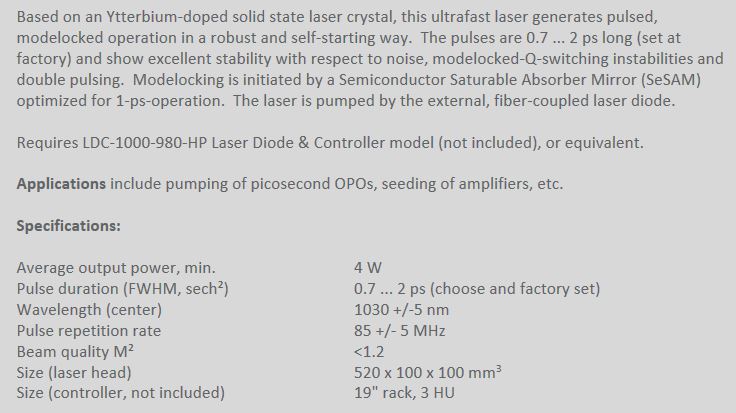 Based on an Ytterbium-doped solid state laser crystal, this ultrafast laser generates pulsed,
modelocked operation in a robust and self-starting way.  The pulses are 0.7 ... 2 ps long (set at
factory) and show excellent stability with respect to noise, modelocked-Q-switching instabilities and
double pulsing.  Modelocking is initiated by a Semiconductor Saturable Absorber Mirror (SeSAM)
optimized for 1-ps-operation.  The laser is pumped by the external, fiber-coupled laser diode.
Requires LDC-1000-980-HP Laser Diode & Controller model (not included), or equivalent.
Applications include pumping of picosecond OPOs, seeding of amplifiers, etc.
Specifications:
Average output power, min. 4 W
Pulse duration (FWHM, sech²) 0.7 ... 2 ps (choose and factory set)
Wavelength (center) 1030 +/-5 nm
Pulse repetition rate 85 +/- 5 MHz
Beam quality M² <1.2
Size (laser head) 520 x 100 x 100 mm³
Size (controller, not included) 19" rack, 3 HU